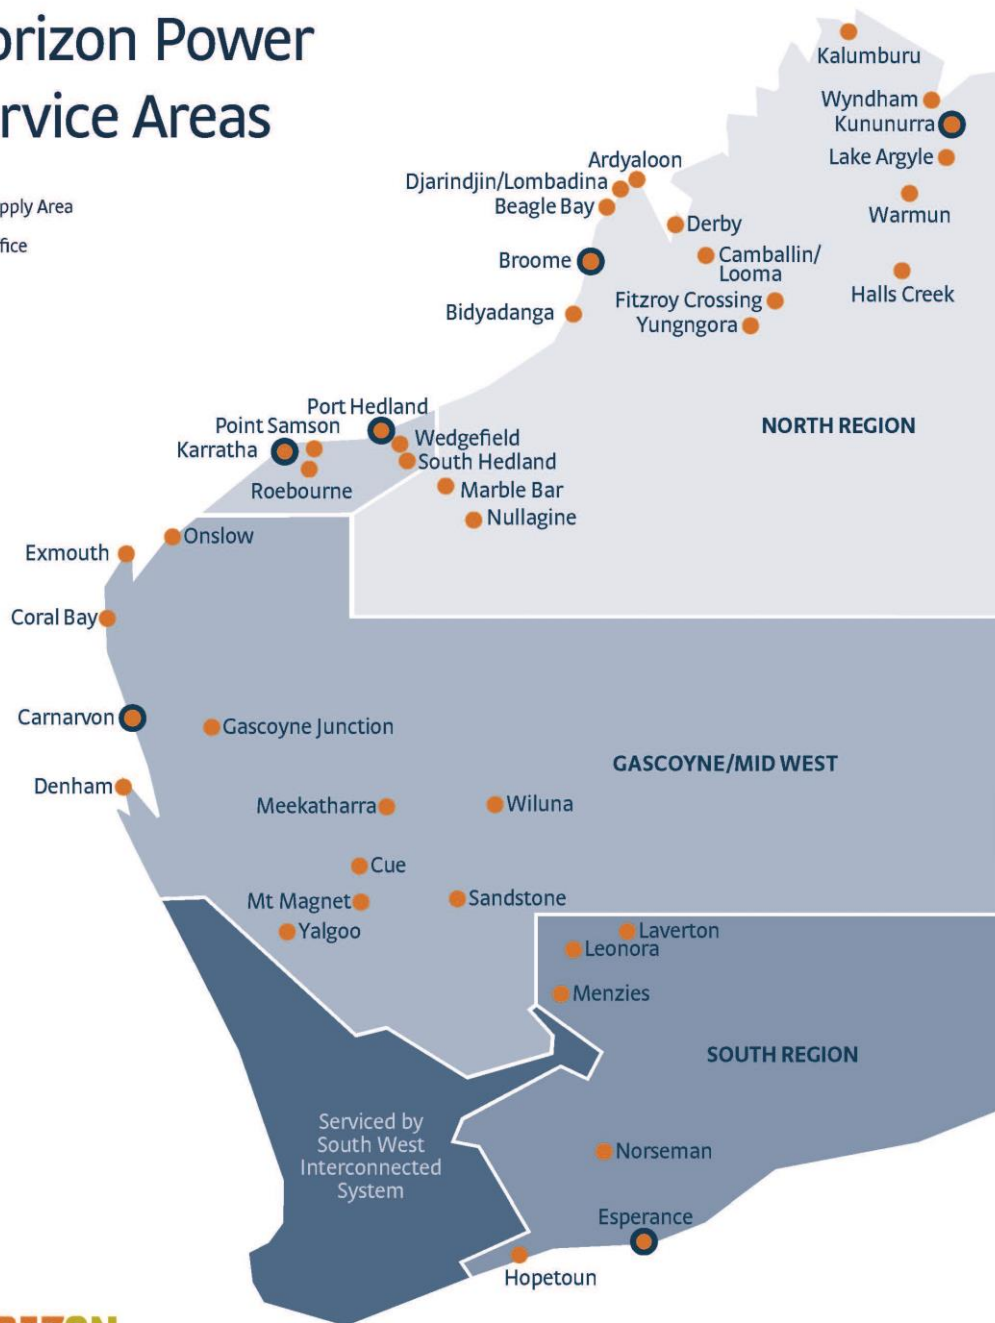 orizon Power
rvice Areas
pply Area
fice
Kalumburu
Wyndham
Kununurra
Lake Argyle
Warmun
Halls Creek
Ardyaloon
Djarindjin/Lombadina
Beagle Bay
Derby
Broome
Camballin/
Looma
Fitzroy Crossing
Yungngora
Bidyadanga
NORTH REGION
Port Hedland
Point Samson
Karratha
Wedgefield
South Hedland
Roebourne
Marble Bar
Nullagine
Onslow
Exmouth
Coral Bay
Carnarvon
Gascoyne Junction
GASCOYNE/MID WEST
Denham
Meekatharra
Wiluna
Cue
Mt Magnet
Sandstone
Yalgoo
Laverton
Leonora
Menzies
SOUTH REGION
Serviced by
South West
Interconnected
System
Norseman
Esperance
Hopetoun